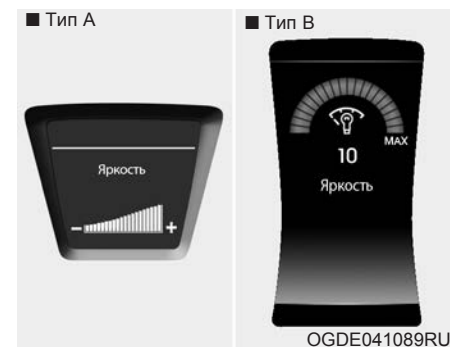 ■ Тип А
Яркость
– +
■ Тип В
MAX
10
Яркость
OGDE041089RU